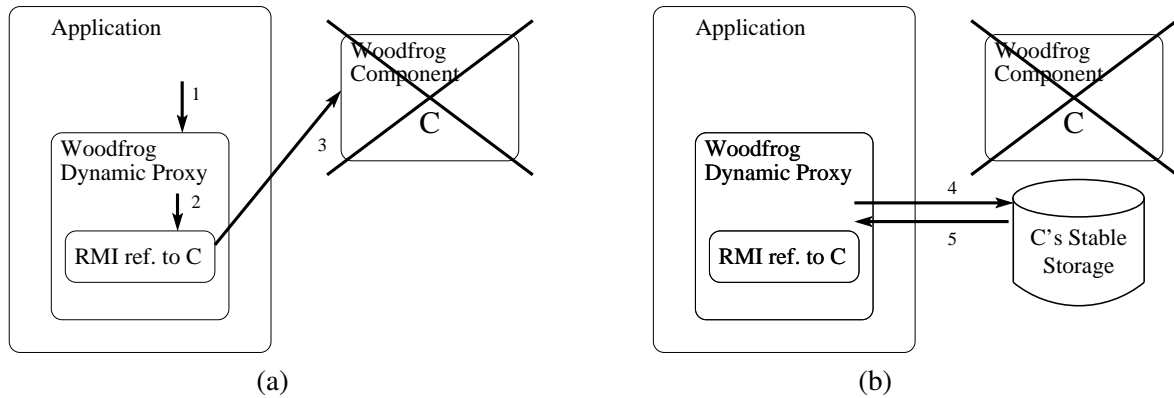 Application
Woodfrog
Component
C
1
Woodfrog
Dynamic Proxy
2
3
RMI ref. to C
(a)
Application
Woodfrog
Component
C
Woodfrog
Dynamic Proxy
4
5
RMI ref. to C
C's Stable
Storage
(b)